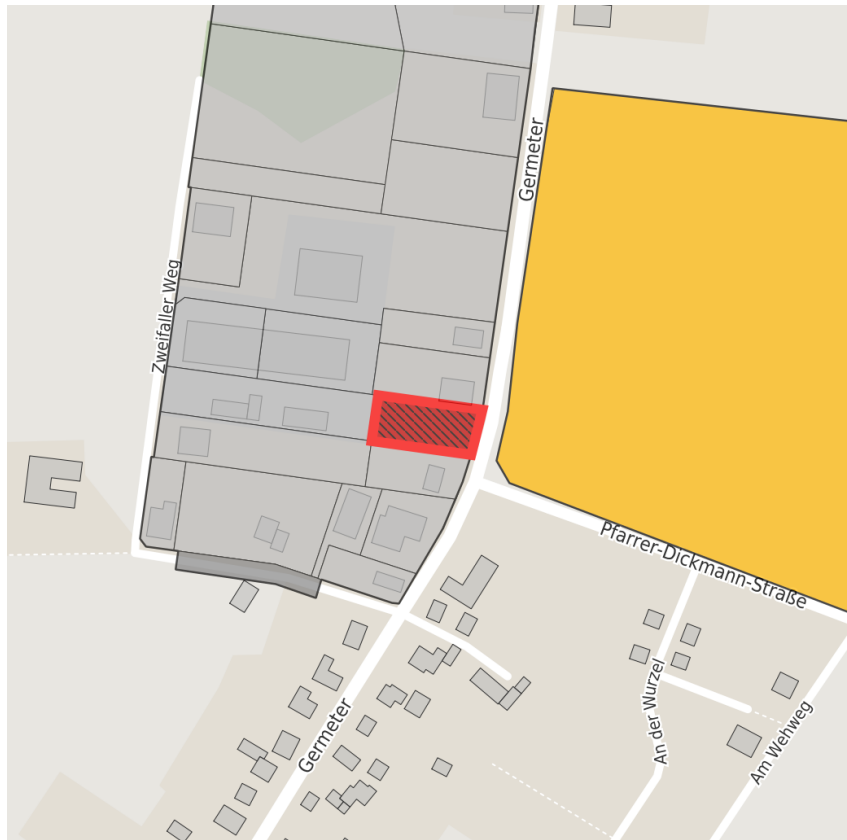 Germeter
Zweifaller Weg
Pfarrer-Dickmann-Straße
An der Wurzel
Germeter
Am Wehweg